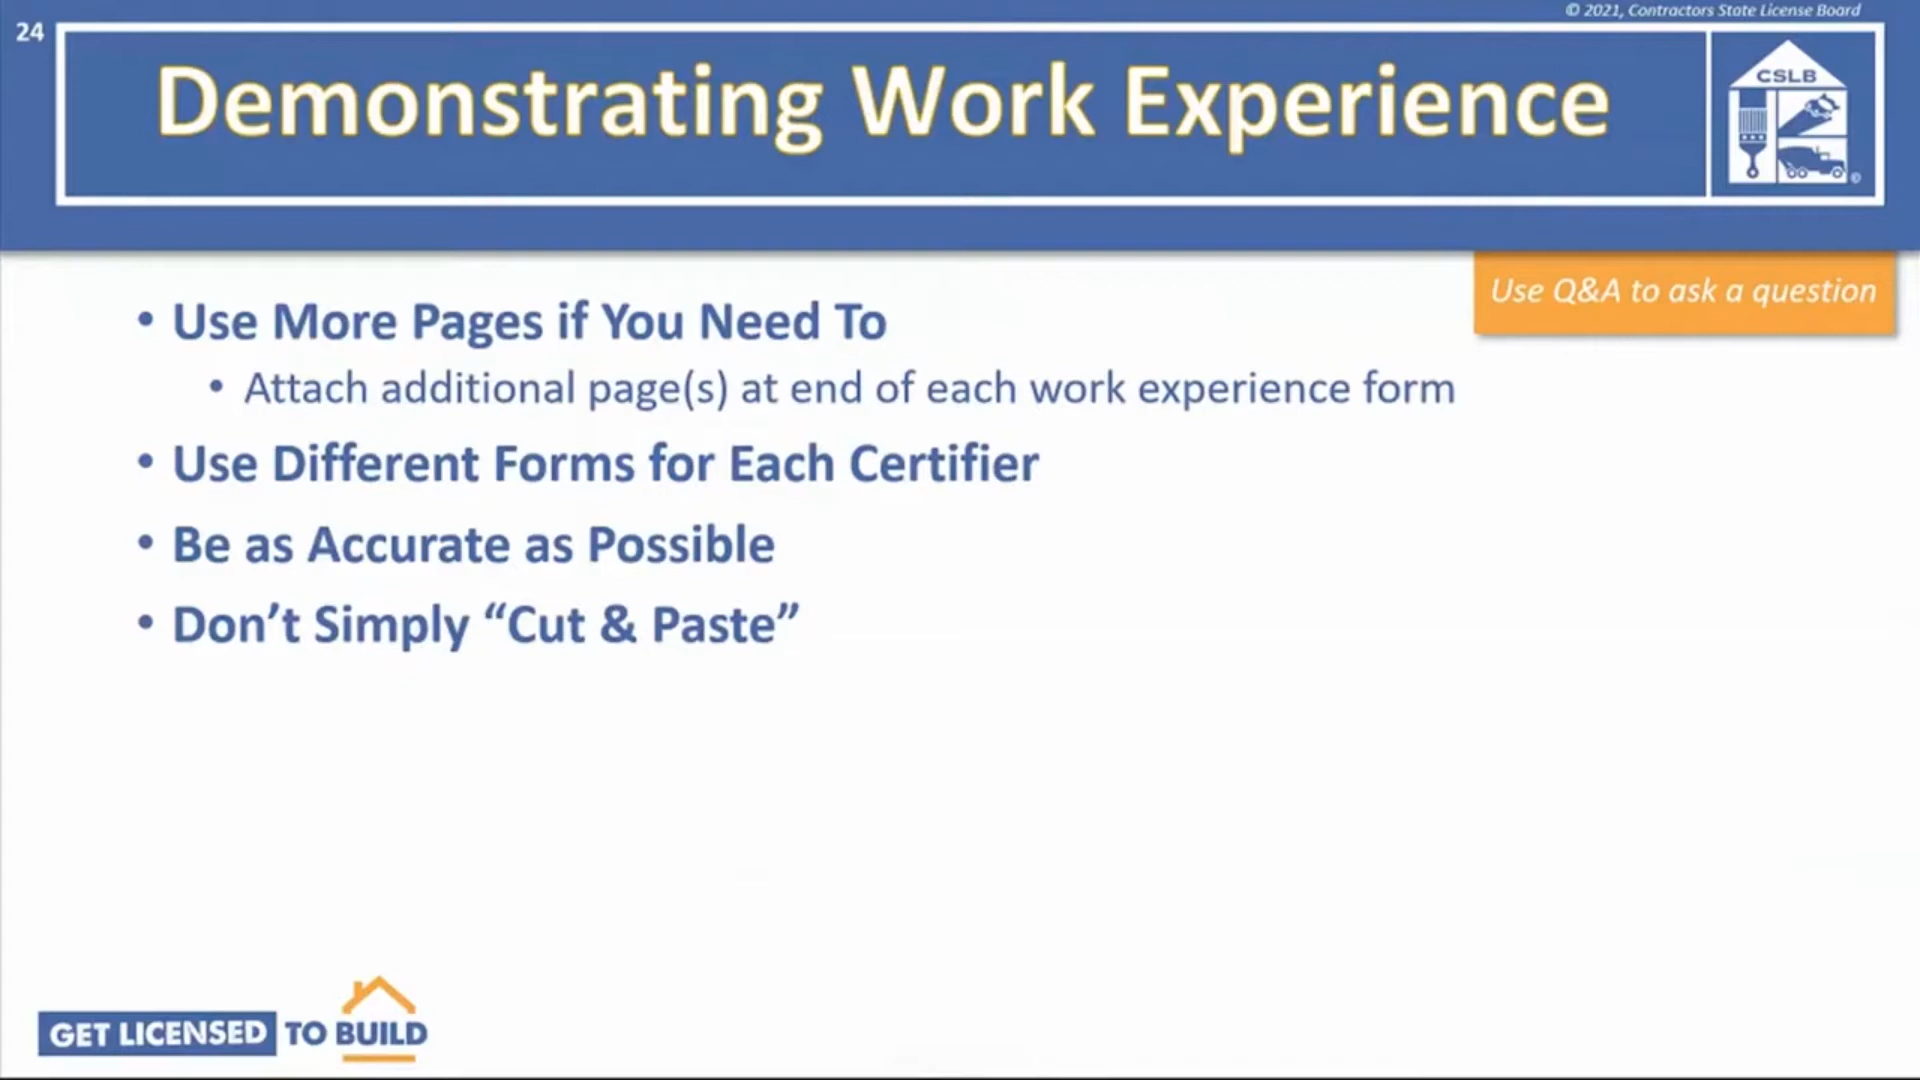 © 2021, Contractors State License Board
24
Demonstrating Work Experience
CSLB
Use Q&A to ask a question
• Use More Pages if You Need To
• Attach additional page(s) at end of each work experience form
• Use Different Forms for Each Certifier
• Be as Accurate as Possible
• Don’t Simply “Cut & Paste”
GET LICENSED TO BUILD